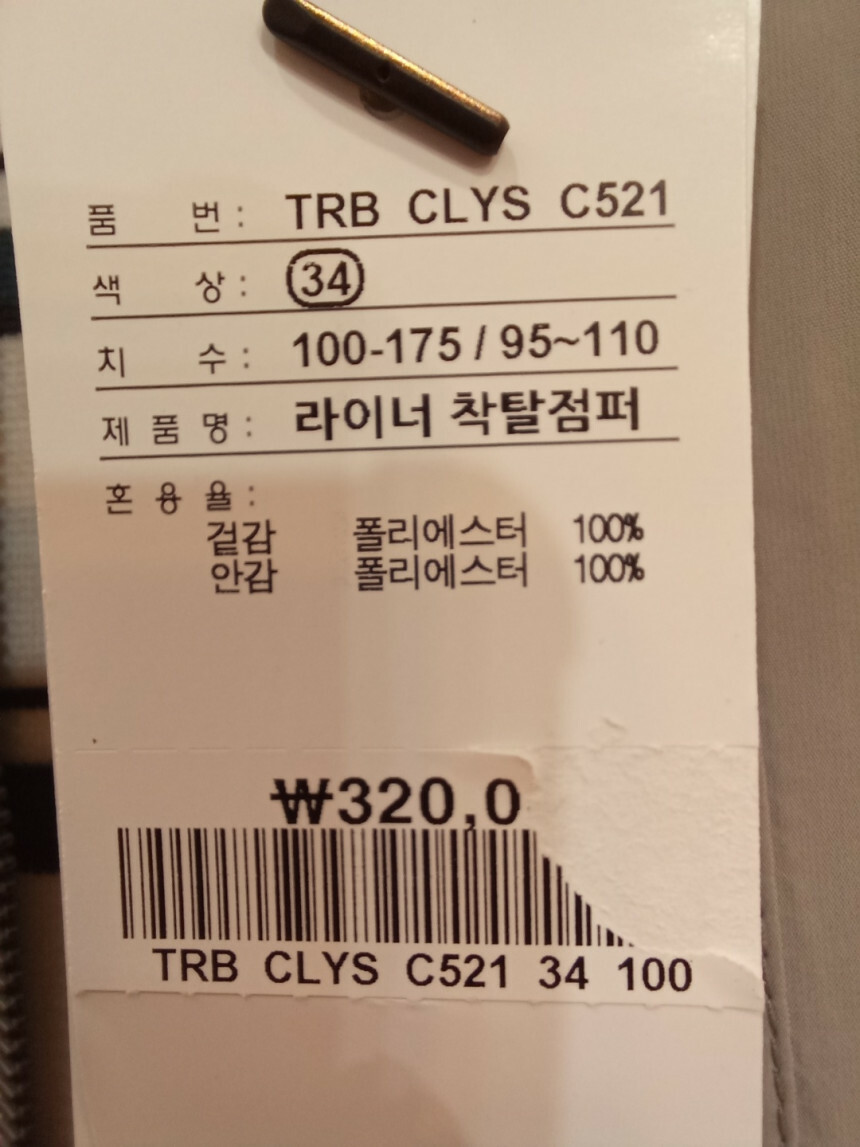 품 번 : TRB CLYS C521
색 상 : 34
치 수 : 100-175 / 95~110
제 품 명 : 라이너 착탈점퍼
혼 용 율 :
겉감 폴리에스터 100%
안감 폴리에스터 100%
₩320,0
TRB CLYS C521 34 100